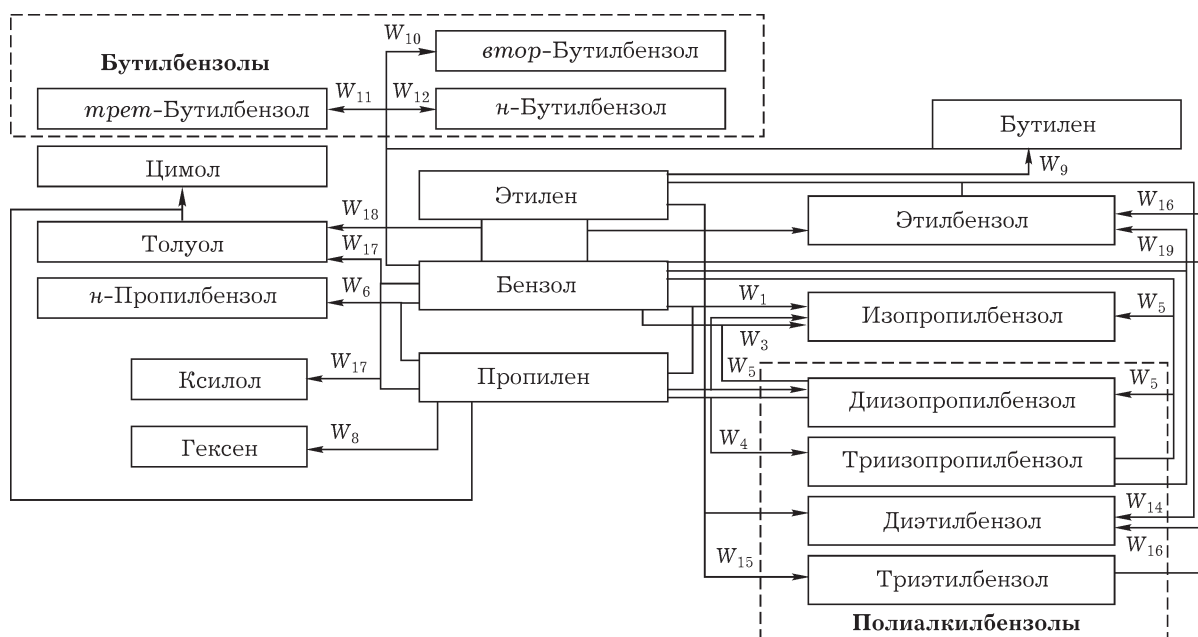 W10
втор-Бутилбензол
Бутилбензолы
W11
W12
трет-Бутилбензол
н-Бутилбензол
Бутилен
Цимол
W9
Этилен
W18
W16
Этилбензол
Толуол
W17
W19
Бензол
н-Пропилбензол
W6
W1
Изопропилбензол
W5
W3
W17
Пропилен
W5
W5
Ксилол
Диизопропилбензол
W8
W4
Гексен
Триизопропилбензол
W14
Диэтилбензол
W16
W15
Триэтилбензол
Полиалкилбензолы